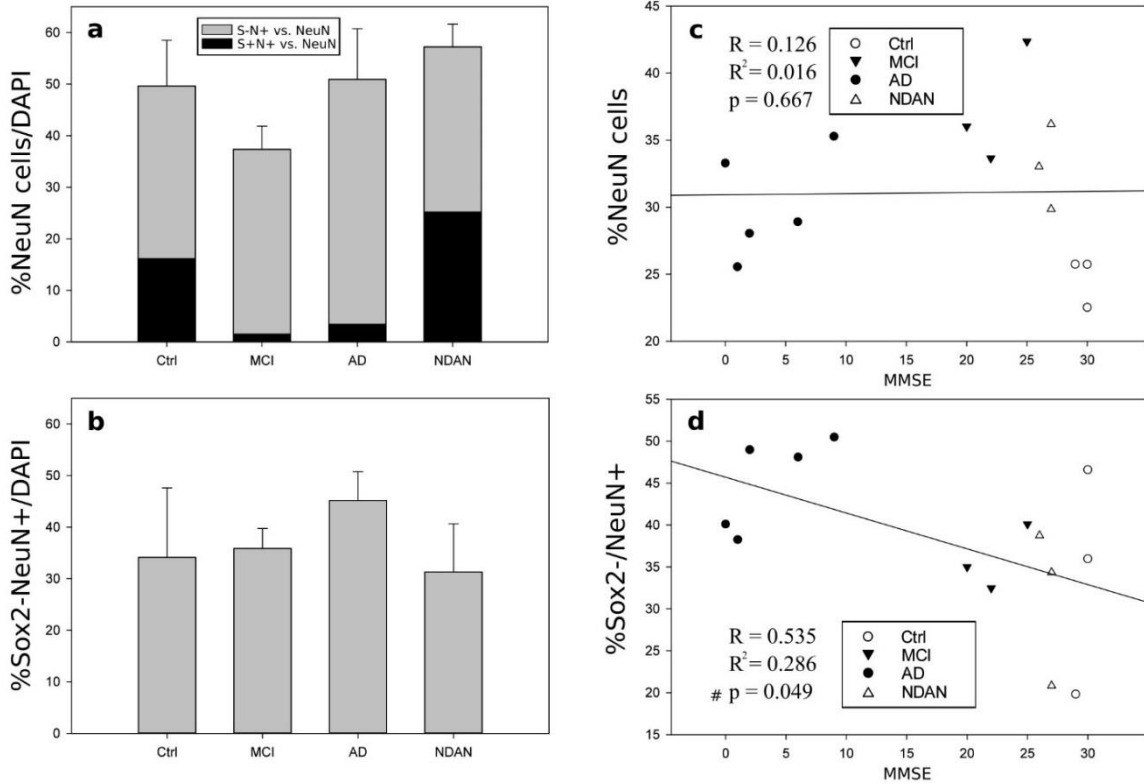 a
S-N+ vs. NeuN
S+N+ vs. NeuN
%NeuN cells/DAPI
60
50
40
30
20
10
0
Ctrl MCI AD NDAN
c
R = 0.126
R² = 0.016
p = 0.667
Ctrl
MCI
AD
NDAN
%NeuN cells
45
40
35
30
25
20
0 5 10 15 20 25 30
MMSE
b
%Sox2-NeuN+/DAPI
60
50
40
30
20
10
0
Ctrl MCI AD NDAN
d
%Sox2-/NeuN+
55
50
45
40
35
30
25
20
15
R = 0.535
R² = 0.286
# p = 0.049
Ctrl
MCI
AD
NDAN
0 5 10 15 20 25 30
MMSE